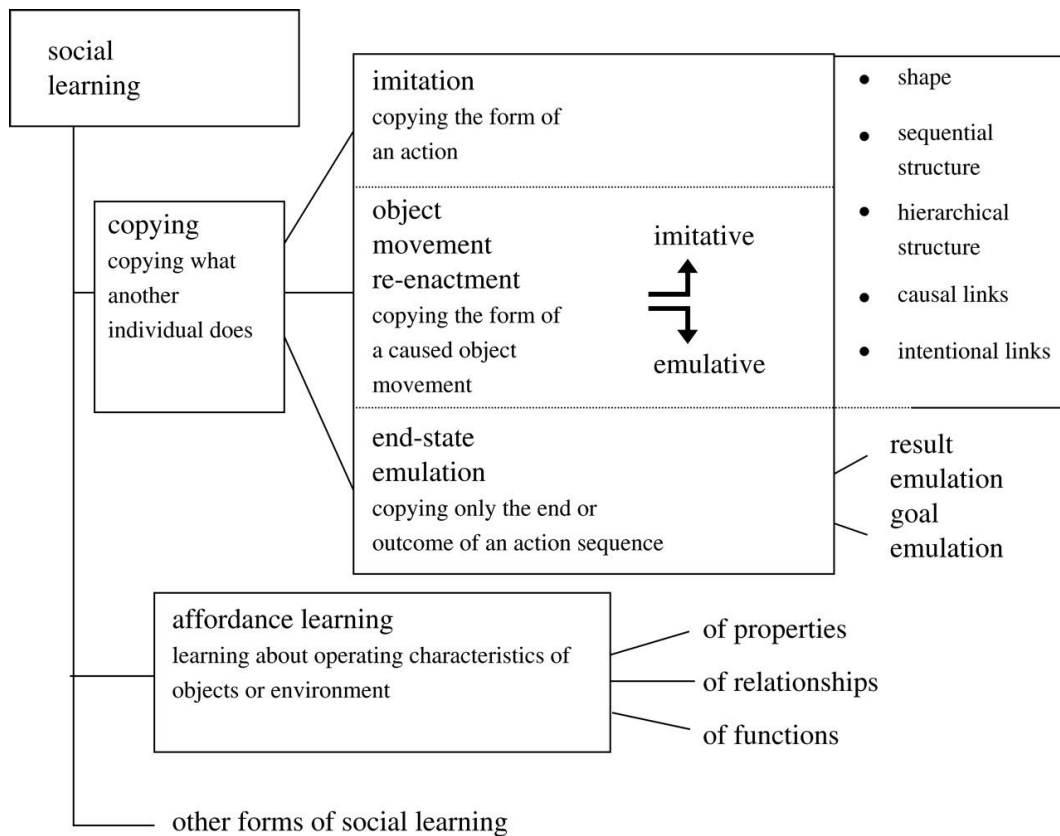 social
learning
imitation
copying the form of
an action
shape
sequential
structure
hierarchical
structure
causal links
intentional links
copying
copying what
another
individual does
object
movement
re-enactment
copying the form of
a caused object
movement
imitative
emulative
end-state
emulation
copying only the end or
outcome of an action sequence
result
emulation
goal
emulation
affordance learning
learning about operating characteristics of
objects or environment
of properties
of relationships
of functions
other forms of social learning